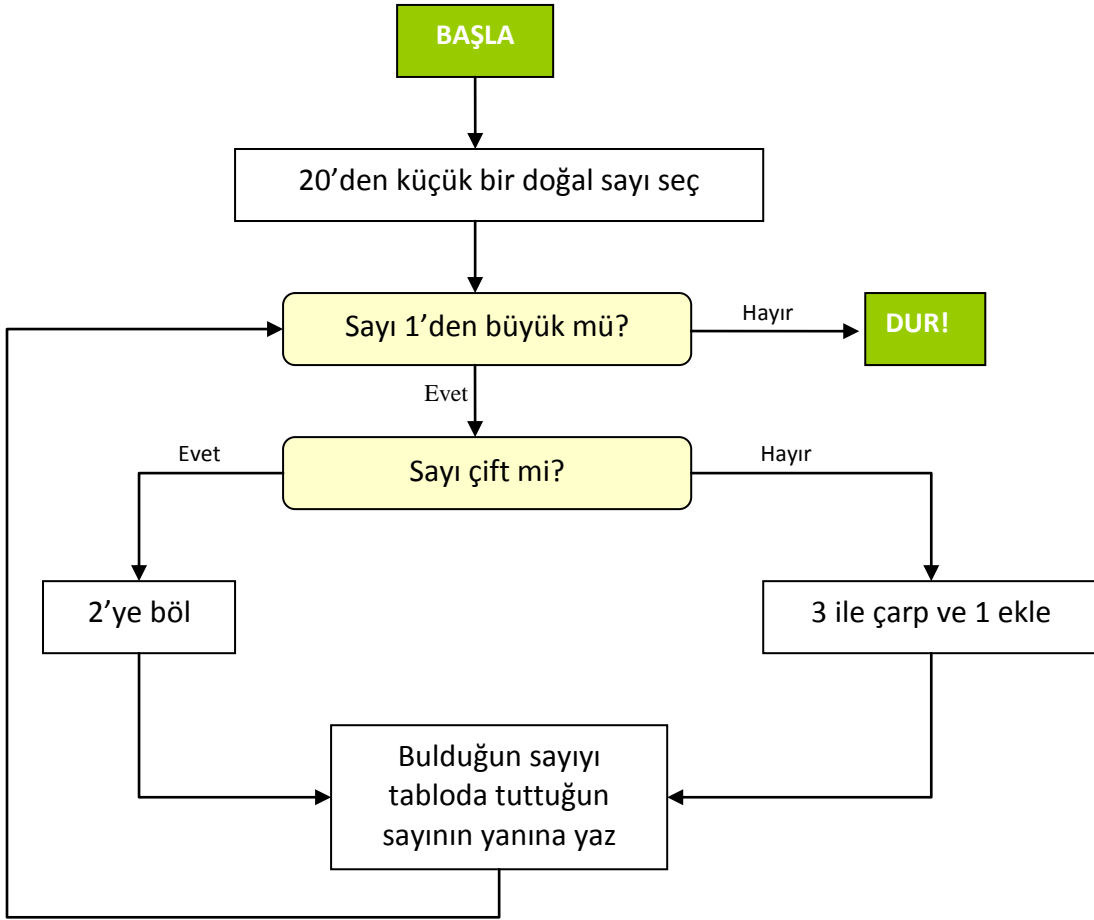 BAŞLA
20’den küçük bir doğal sayı seç
Sayı 1’den büyük mü?
Hayır
DUR!
Evet
Evet
Sayı çift mi?
Hayır
2’ye böl
3 ile çarp ve 1 ekle
Bulduğun sayıyı
tabloda tuttuğun
sayının yanına yaz